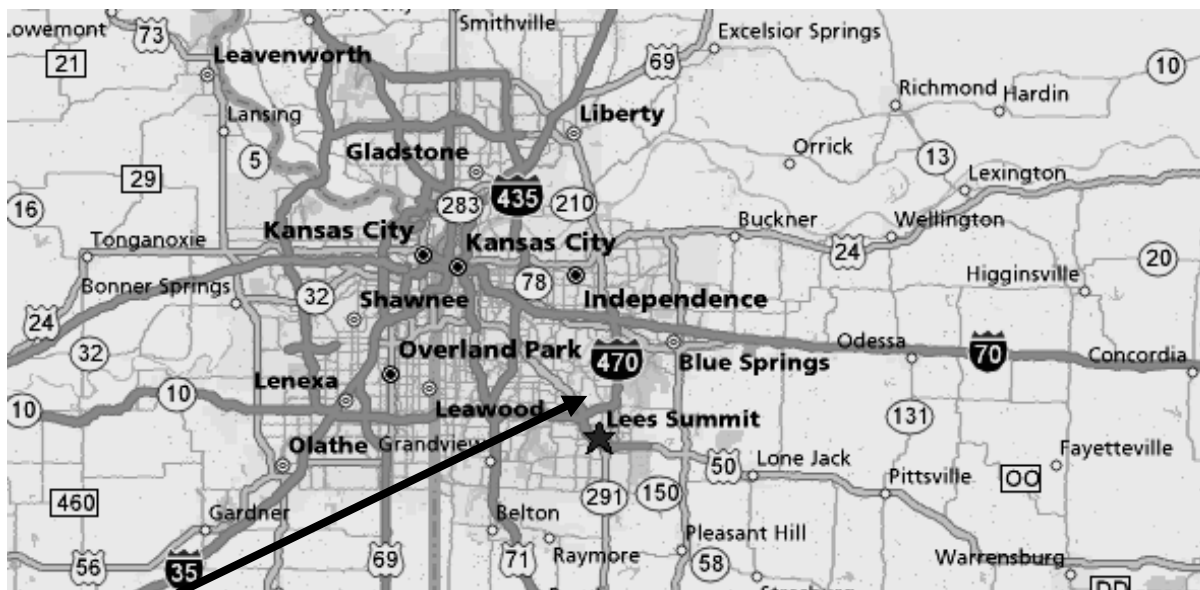 Smithville
Excelsior Springs
Lowemont
73
21
Leavenworth
69
10
Richmond
Hardin
Lansing
Liberty
5
Gladstone
Orrick
13
29
Lexington
16
435
283
210
Kansas City
Kansas City
Buckner
Wellington
Tonganoxie
24
20
Higginsville
Bonner Springs
32
78
Shawnee
Independence
24
32
Overland Park
470
Blue Springs
Odessa
70
Concordia
Lenexa
10
10
Leawood
Lees Summit
131
Olathe
Grandview
50
Lone Jack
Fayetteville
Pittsville
OO
460
291
150
Gardner
Belton
Pleasant Hill
Raymore
56
35
69
71
58
Warrensburg
DD